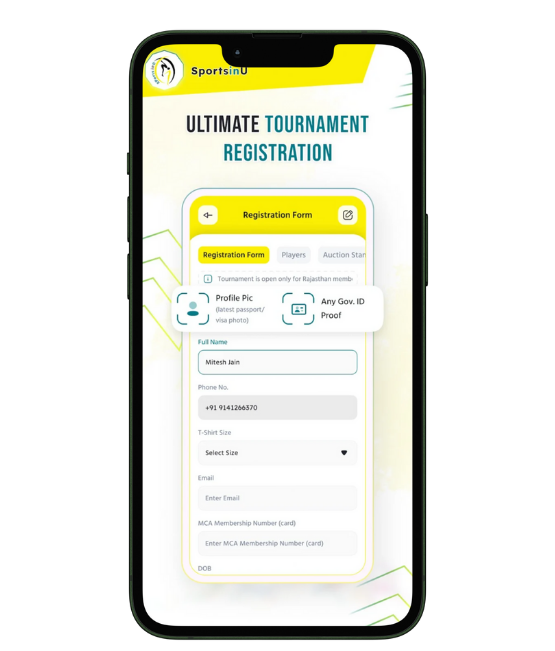 SportsinU
ULTIMATE TOURNAMENT
REGISTRATION
Registration Form
Registration Form Players Auction Star
Tournament is open only for Rajasthan memb
Profile Pic
(latest passport/
visa photo)
Any Gov. ID
Proof
Full Name
Mitesh Jain
Phone No.
+91 9141266370
T-Shirt Size
Select Size
Email
Enter Email
MCA Membership Number (card)
Enter MCA Membership Number (card)
DOB